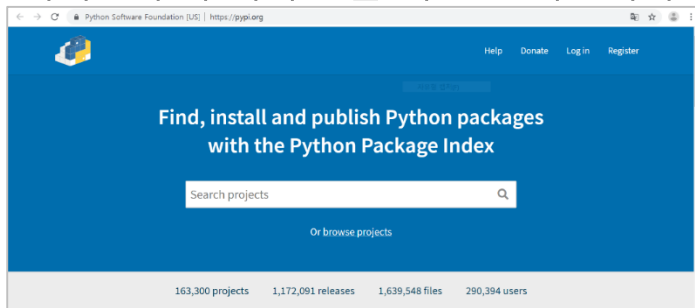 Python Software Foundation [US] | https://pypi.org
Help Donate Log in Register
Find, install and publish Python packages
with the Python Package Index
Search projects
Or browse projects
163,300 projects 1,172,091 releases 1,639,548 files 290,394 users